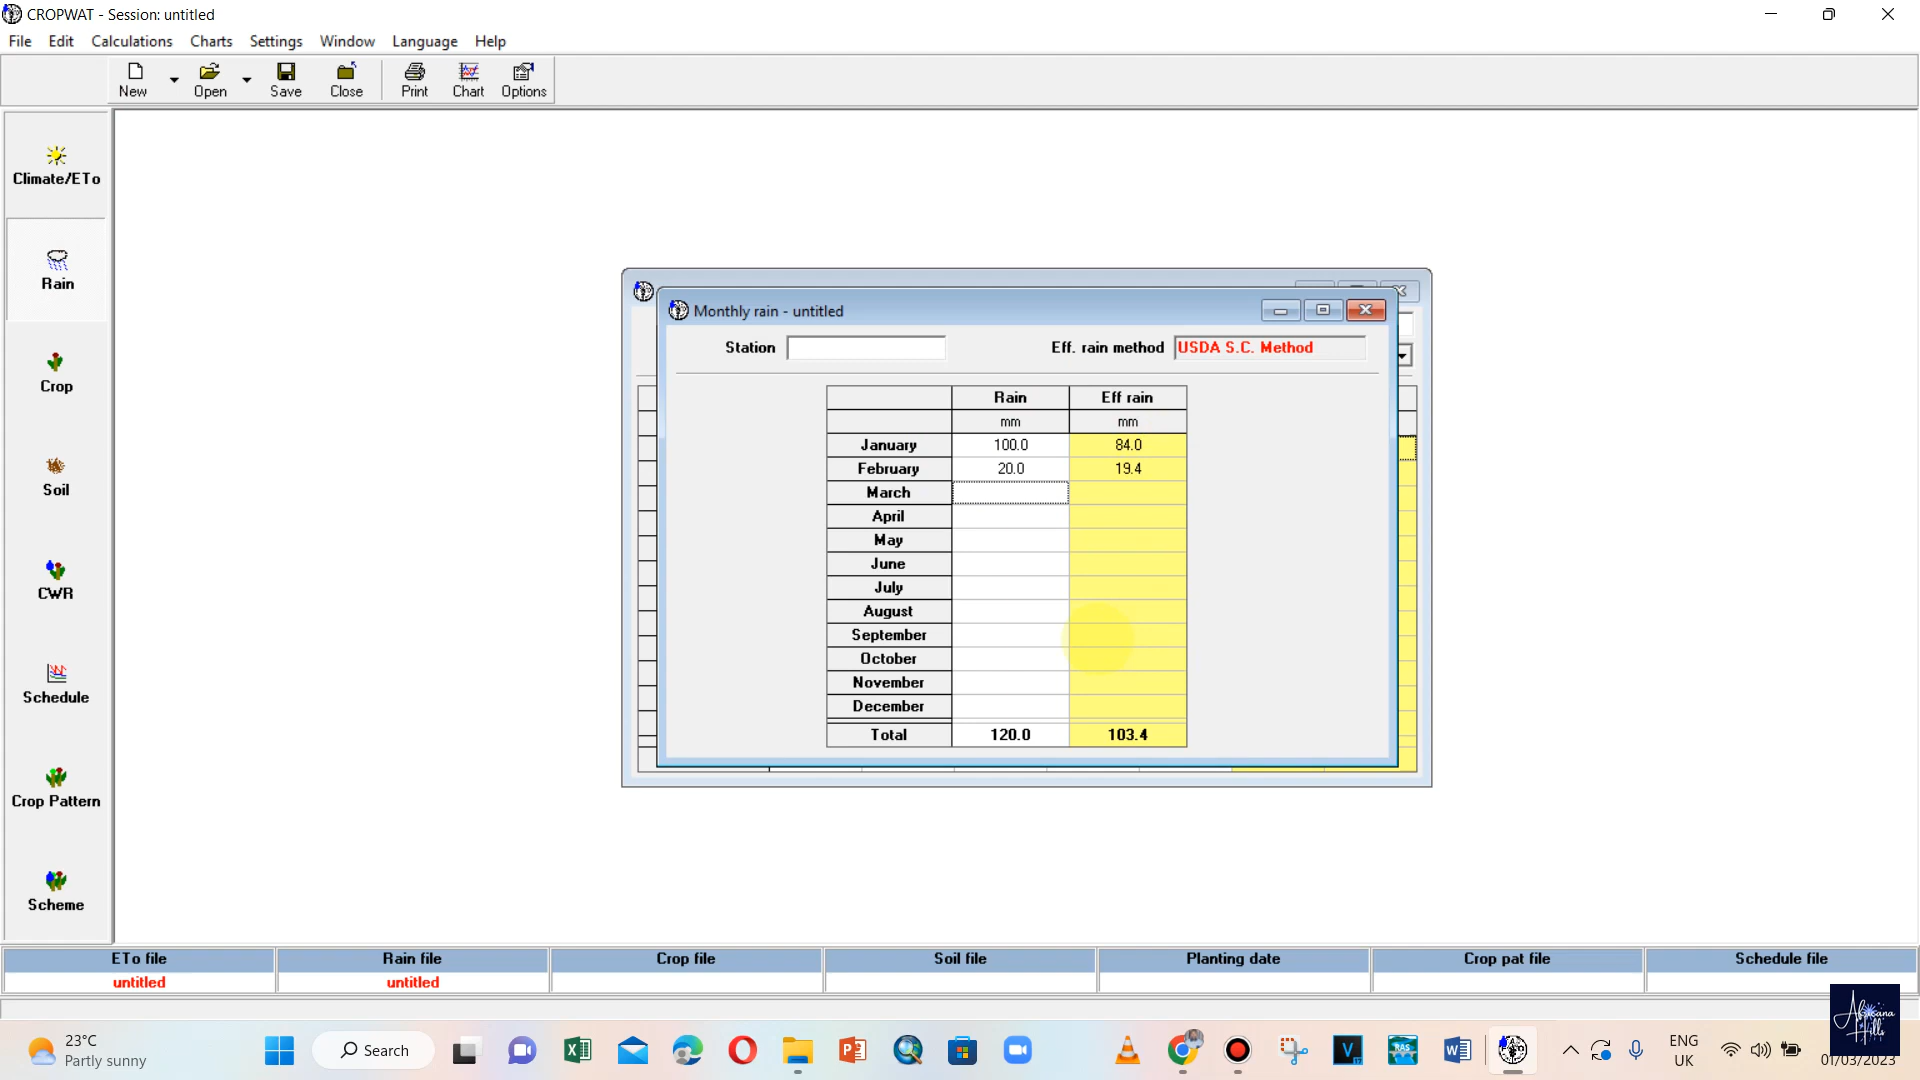 CROPWAT - Session: untitled
File Edit Calculations Charts Settings Window Language Help
New Open Save Close Print Chart Options
Climate/ETo
Rain
Crop
Soil
CWR
Schedule
Crop Pattern
Scheme
Monthly rain - untitled
Station Eff. rain method USDA S.C. Method
Rain Eff rain
mm mm
January 100.0 84.0
February 20.0 19.4
March
April
May
June
July
August
September
October
November
December
Total 120.0 103.4
ETo file Rain file Crop file Soil file Planting date Crop pat file Schedule file
untitled untitled
23°C
Partly sunny
Search
ENG
UK
Africana
Hills
01/03/2023